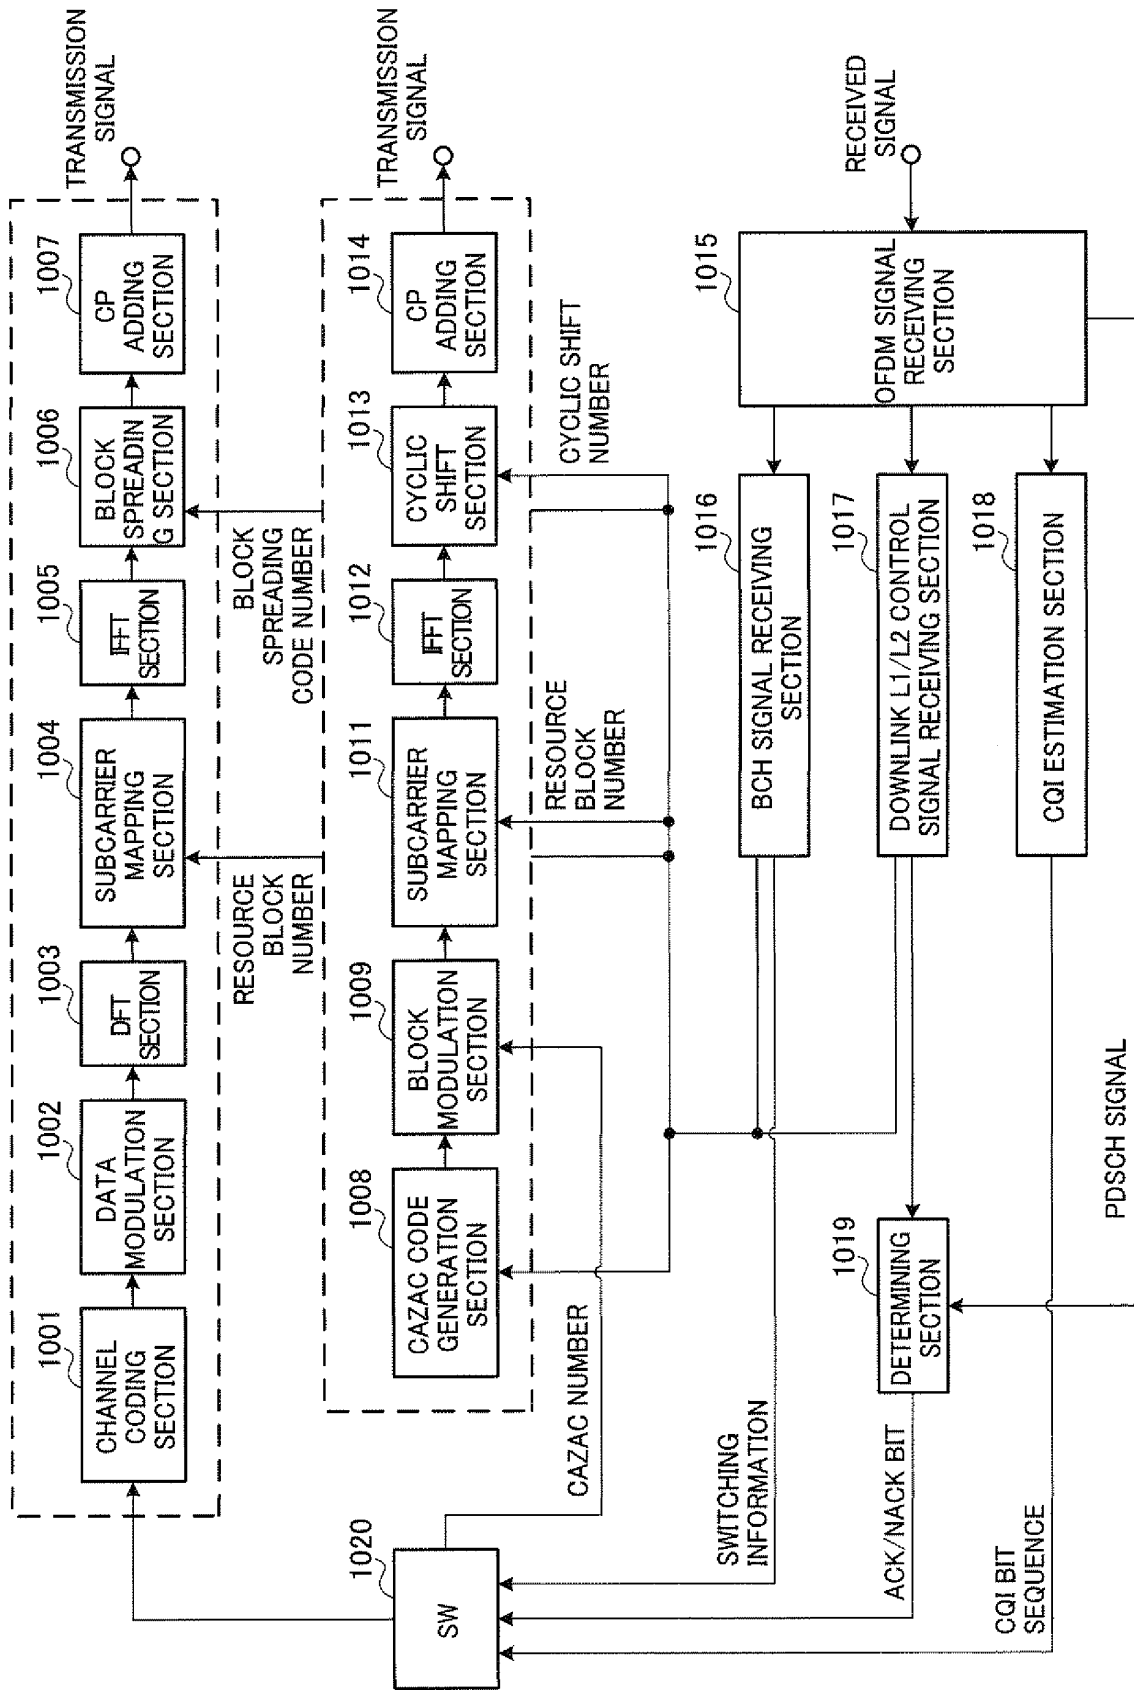 TRANSMISSION
SIGNAL
1001
CHANNEL
CODING
SECTION
1002
DATA
MODULATION
SECTION
1003
DFT
SECTION
1004
SUBCARRIER
MAPPING
SECTION
1005
IFFT
SECTION
1006
BLOCK
SPREADIN
G SECTION
1007
CP
ADDING
SECTION
RESOURCE
BLOCK
NUMBER
BLOCK
SPREADING
CODE NUMBER
TRANSMISSION
SIGNAL
1008
CAZAC CODE
GENERATION
SECTION
1009
BLOCK
MODULATION
SECTION
1011
SUBCARRIER
MAPPING
SECTION
1012
IFFT
SECTION
1013
CYCLIC
SHIFT
SECTION
1014
CP
ADDING
SECTION
1020
SW
CAZAC NUMBER
RESOURCE
BLOCK
NUMBER
CYCLIC SHIFT
NUMBER
SWITCHING
INFORMATION
1016
BCH SIGNAL RECEIVING
SECTION
1015
OFDM SIGNAL
RECEIVING
SECTION
RECEIVED
SIGNAL
ACK/NACK BIT
1019
DETERMINING
SECTION
1017
DOWNLINK L1/L2 CONTROL
SIGNAL RECEIVING SECTION
CQI BIT
SEQUENCE
1018
CQI ESTIMATION SECTION
PDSCH SIGNAL